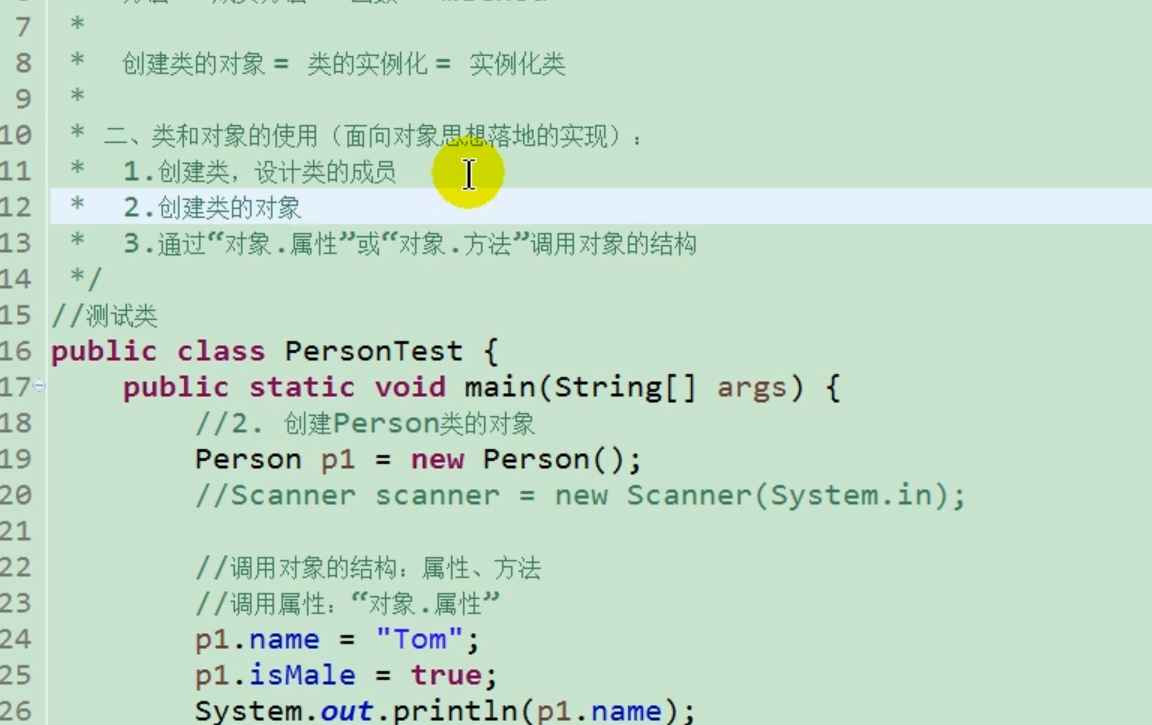 7 *
8 * 创建类的对象 = 类的实例化 = 实例化类
9 *
10 * 二、类和对象的使用（面向对象思想落地的实现）：
11 * 1.创建类，设计类的成员
12 * 2.创建类的对象
13 * 3.通过“对象.属性”或“对象.方法”调用对象的结构
14 */
15 //测试类
16 public class PersonTest {
17 public static void main(String[] args) {
18 //2. 创建Person类的对象
19 Person p1 = new Person();
20 //Scanner scanner = new Scanner(System.in);
21
22 //调用对象的结构：属性、方法
23 //调用属性：“对象.属性”
24 p1.name = "Tom";
25 p1.isMale = true;
26 System.out.println(p1.name);